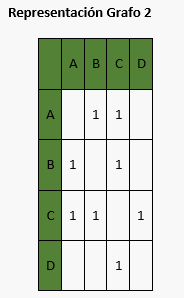 Representación Grafo 2
A B C D
A 1 1
B 1 1
C 1 1 1
D 1